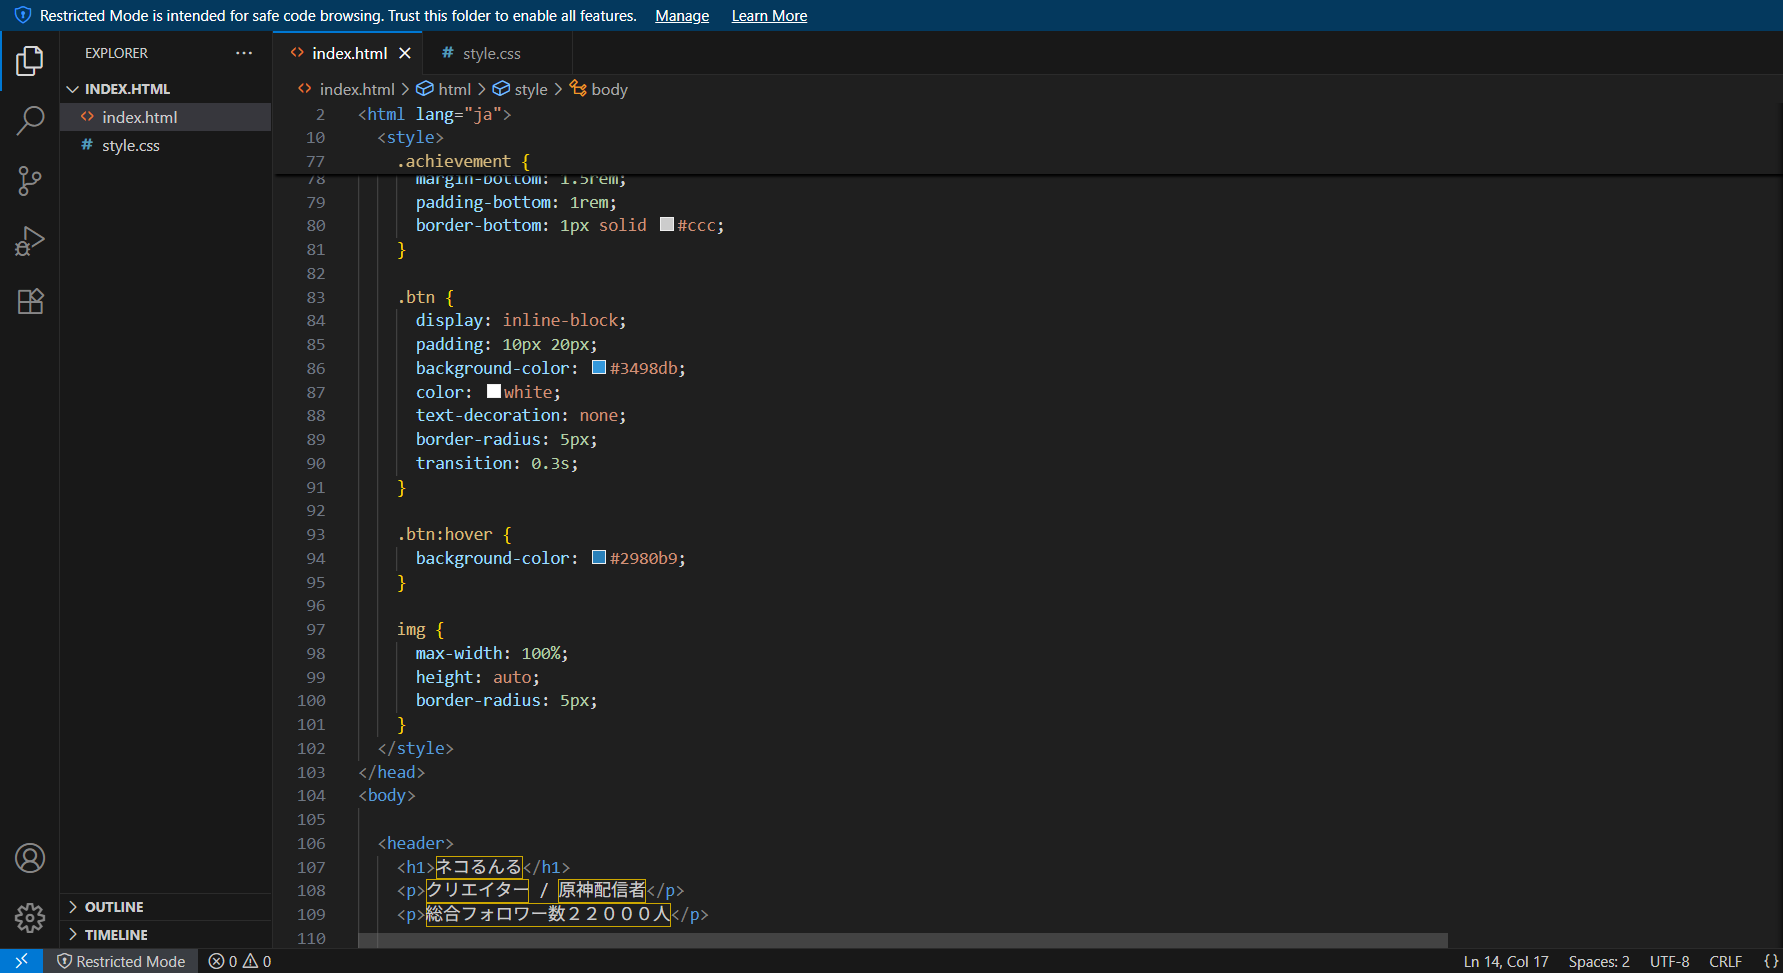 Restricted Mode is intended for safe code browsing. Trust this folder to enable all features. Manage Learn More
EXPLORER
INDEX.HTML
index.html
style.css
OUTLINE
TIMELINE
index.html
style.css
index.html > html > style > body
2 <html lang="ja">
10 <style>
77 .achievement {
78 margin-bottom: 1.5rem;
79 padding-bottom: 1rem;
80 border-bottom: 1px solid #ccc;
81 }
82
83 .btn {
84 display: inline-block;
85 padding: 10px 20px;
86 background-color: #3498db;
87 color: white;
88 text-decoration: none;
89 border-radius: 5px;
90 transition: 0.3s;
91 }
92
93 .btn:hover {
94 background-color: #2980b9;
95 }
96
97 img {
98 max-width: 100%;
99 height: auto;
100 border-radius: 5px;
101 }
102 </style>
103 </head>
104 <body>
105
106 <header>
107 <h1>ネコるんる</h1>
108 <p>クリエイター / 原神配信者</p>
109 <p>総合フォロワー数２２０００人</p>
110
Restricted Mode 0 0 Ln 14, Col 17 Spaces: 2 UTF-8 CRLF {}